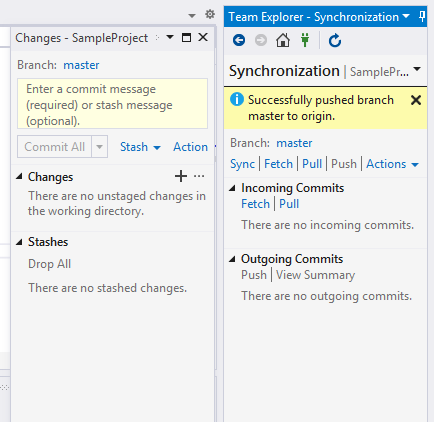 Changes - SampleProject
Branch: master
Enter a commit message
(required) or stash message
(optional).
Commit All
Stash
Action
Changes
There are no unstaged changes in
the working directory.
Stashes
Drop All
There are no stashed changes.
Team Explorer - Synchronization
Synchronization | SamplePr...
Successfully pushed branch
master to origin.
Branch: master
Sync | Fetch | Pull | Push | Actions
Incoming Commits
Fetch | Pull
There are no incoming commits.
Outgoing Commits
Push | View Summary
There are no outgoing commits.